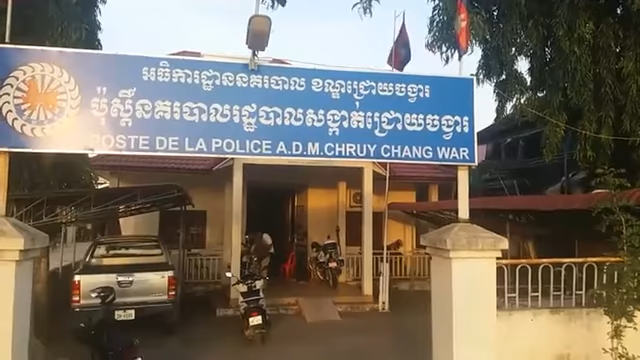 អធិការដ្ឋាននគរបាល ខណ្ឌជ្រោយចង្វារ
ប៉ុស្តិ៍នគរបាលរដ្ឋបាលសង្កាត់ជ្រោយចង្វារ
POSTE DE LA POLICE A.D.M.CHRUY CHANG WAR